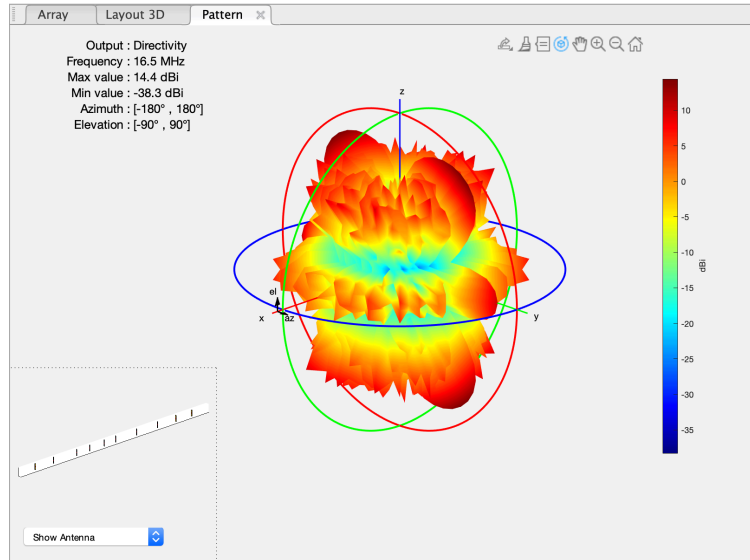 Array
Layout 3D
Pattern
Output : Directivity
Frequency : 16.5 MHz
Max value : 14.4 dBi
Min value : -38.3 dBi
Azimuth : [-180° , 180°]
Elevation : [-90° , 90°]
z
el
x
az
y
10
5
0
-5
-10
-15
-20
-25
-30
-35
dBi
Show Antenna